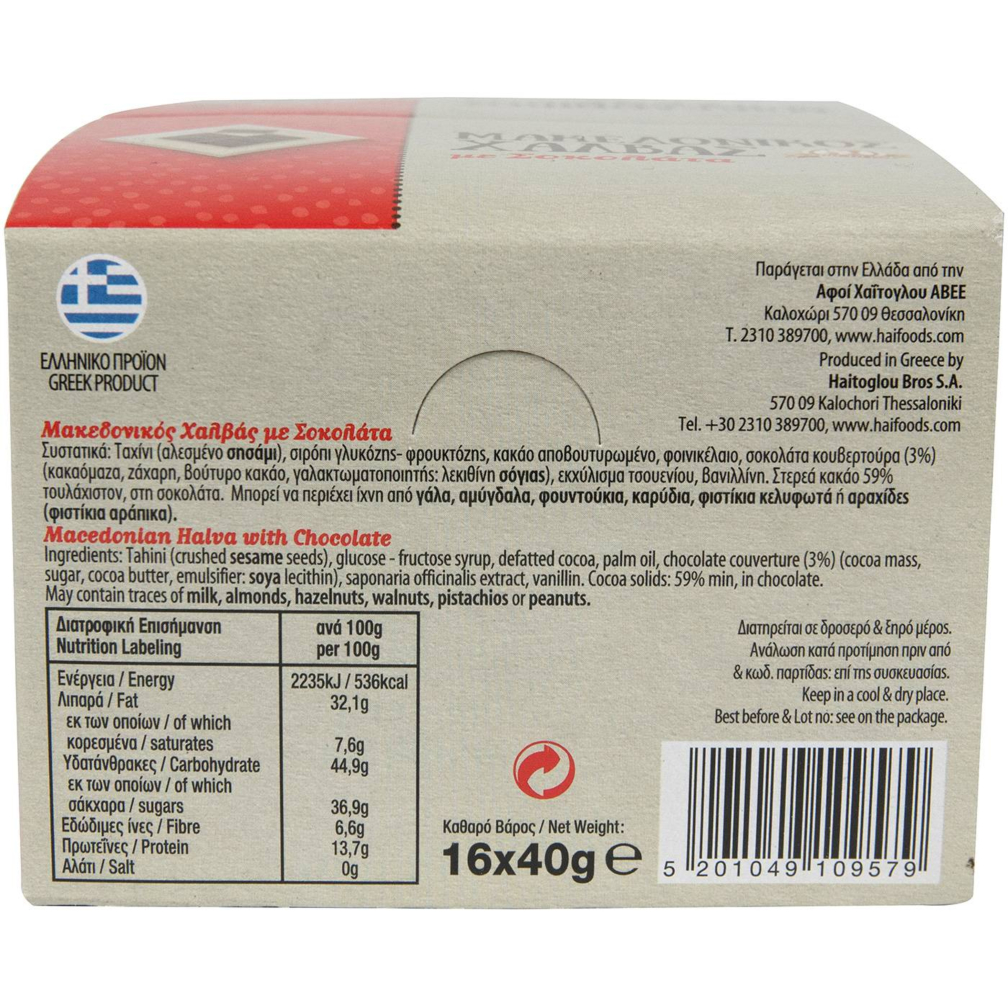 ΜΑΚΕΔΟΝΙΚΟΣ
ΧΑΛΒΑΣ
με Σοκολάτα
ΕΛΛΗΝΙΚΟ ΠΡΟΪΟΝ
GREEK PRODUCT
Παράγεται στην Ελλάδα από την
Αφοί Χαΐτογλου ΑΒΕΕ
Καλοχώρι 570 09 Θεσσαλονίκη
Τ. 2310 389700, www.haifoods.com
Produced in Greece by
Haitoglou Bros S.A.
570 09 Kalochori Thessaloniki
Tel. +30 2310 389700, www.haifoods.com
Μακεδονικός Χαλβάς με Σοκολάτα
Συστατικά: Ταχίνι (αλεσμένο σησάμι), σιρόπι γλυκόζης- φρουκτόζης, κακάο αποβουτυρωμένο, φοινικέλαιο, σοκολάτα κουβερτούρα (3%)
(κακαόμαζα, ζάχαρη, βούτυρο κακάο, γαλακτωματοποιητής: λεκιθίνη σόγιας), εκχύλισμα τσουενίου, βανιλλίνη. Στερεά κακάο 59%
τουλάχιστον, στη σοκολάτα. Μπορεί να περιέχει ίχνη από γάλα, αμύγδαλα, φουντούκια, καρύδια, φιστίκια κελυφωτά ή αραχίδες
(φιστίκια αράπικα).
Macedonian Halva with Chocolate
Ingredients: Tahini (crushed sesame seeds), glucose - fructose syrup, defatted cocoa, palm oil, chocolate couverture (3%) (cocoa mass,
sugar, cocoa butter, emulsifier: soya lecithin), saponaria officinalis extract, vanillin. Cocoa solids: 59% min, in chocolate.
May contain traces of milk, almonds, hazelnuts, walnuts, pistachios or peanuts.
Διατροφική Επισήμανση ανά 100g
Nutrition Labeling per 100g
Ενέργεια / Energy 2235kJ / 536kcal
Λιπαρά / Fat 32,1g
εκ των οποίων / of which
κορεσμένα / saturates 7,6g
Υδατάνθρακες / Carbohydrate 44,9g
εκ των οποίων / of which
σάκχαρα / sugars 36,9g
Εδώδιμες ίνες / Fibre 6,6g
Πρωτεΐνες / Protein 13,7g
Αλάτι / Salt 0g
Διατηρείται σε δροσερό & ξηρό μέρος.
Ανάλωση κατά προτίμηση πριν από
& κωδ. παρτίδας: επί της συσκευασίας.
Keep in a cool & dry place.
Best before & Lot no: see on the package.
Καθαρό Βάρος / Net Weight:
16x40g e
5 201049 109579